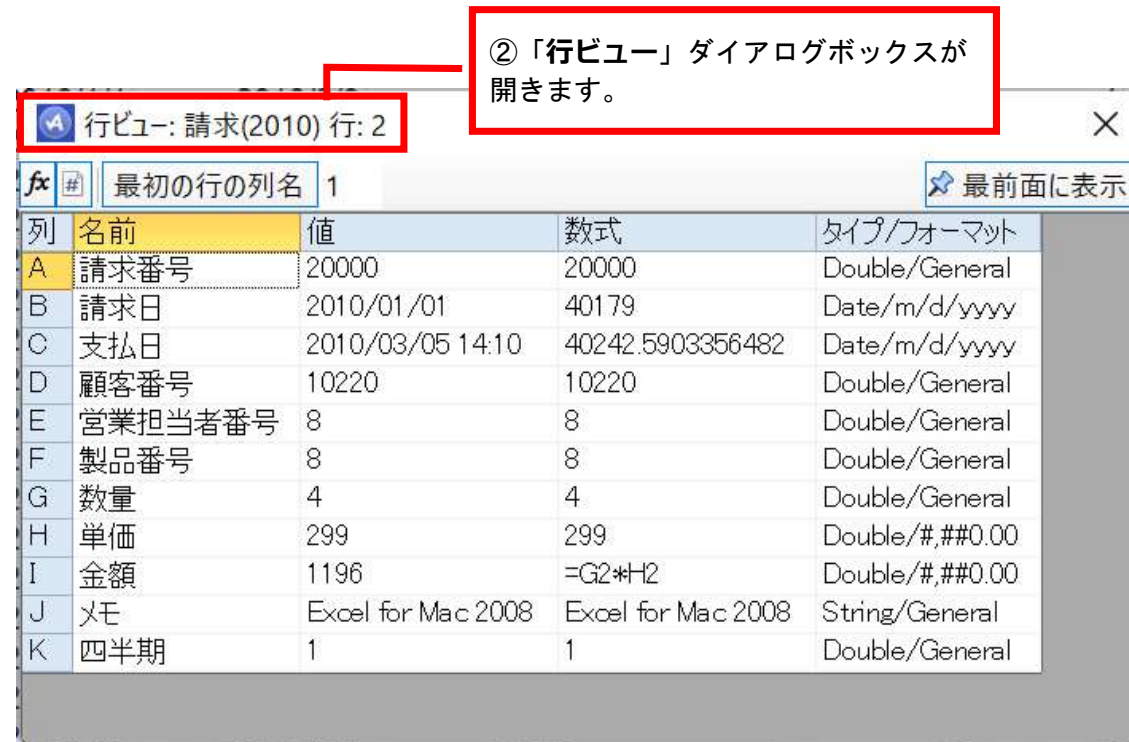 ②「行ビュー」ダイアログボックスが
開きます。
行ビュー: 請求(2010) 行: 2
fx # 最初の行の列名 1 最前面に表示
列 名前 値 数式 タイプ/フォーマット
A 請求番号 20000 20000 Double/General
B 請求日 2010/01/01 40179 Date/m/d/yyyy
C 支払日 2010/03/05 14:10 40242.5903356482 Date/m/d/yyyy
D 顧客番号 10220 10220 Double/General
E 営業担当者番号 8 8 Double/General
F 製品番号 8 8 Double/General
G 数量 4 4 Double/General
H 単価 299 299 Double/#,##0.00
I 金額 1196 =G2*H2 Double/#,##0.00
J メモ Excel for Mac 2008 Excel for Mac 2008 String/General
K 四半期 1 1 Double/General